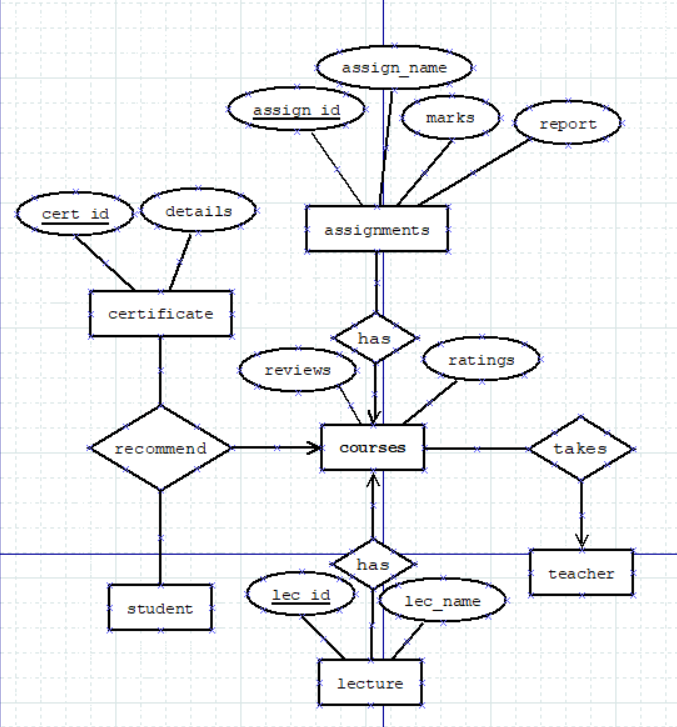 assign_name
assign_id
marks
report
cert_id
details
assignments
certificate
has
reviews
ratings
recommend
courses
takes
has
teacher
lec_id
lec_name
student
lecture